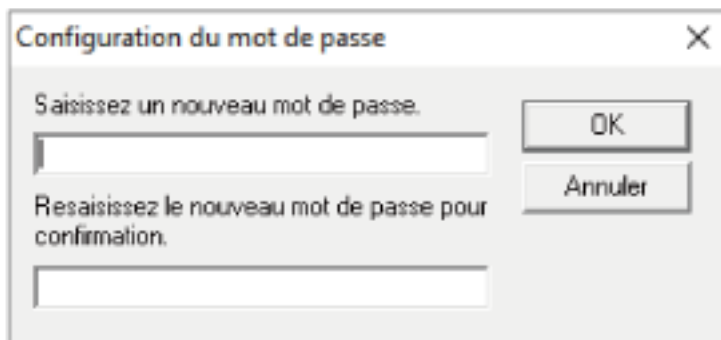 Configuration du mot de passe
Saisissez un nouveau mot de passe.
OK
Annuler
Resaisissez le nouveau mot de passe pour
confirmation.